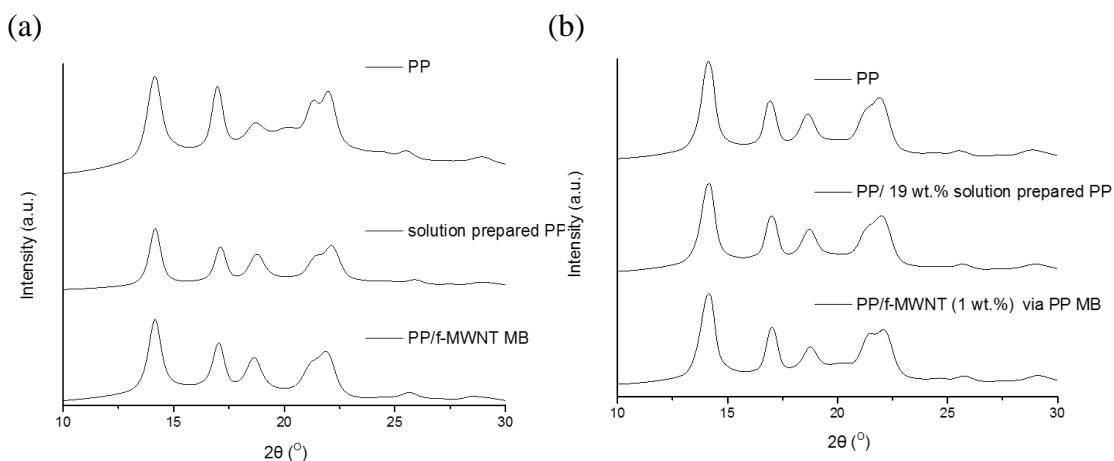 (a)
PP
solution prepared PP
PP/f-MWNT MB
Intensity (a.u.)
10 15 20 25 30
2θ (O)
(b)
PP
PP/ 19 wt.% solution prepared PP
PP/f-MWNT (1 wt.%) via PP MB
Intensity (a.u.)
10 15 20 25 30
2θ (O)